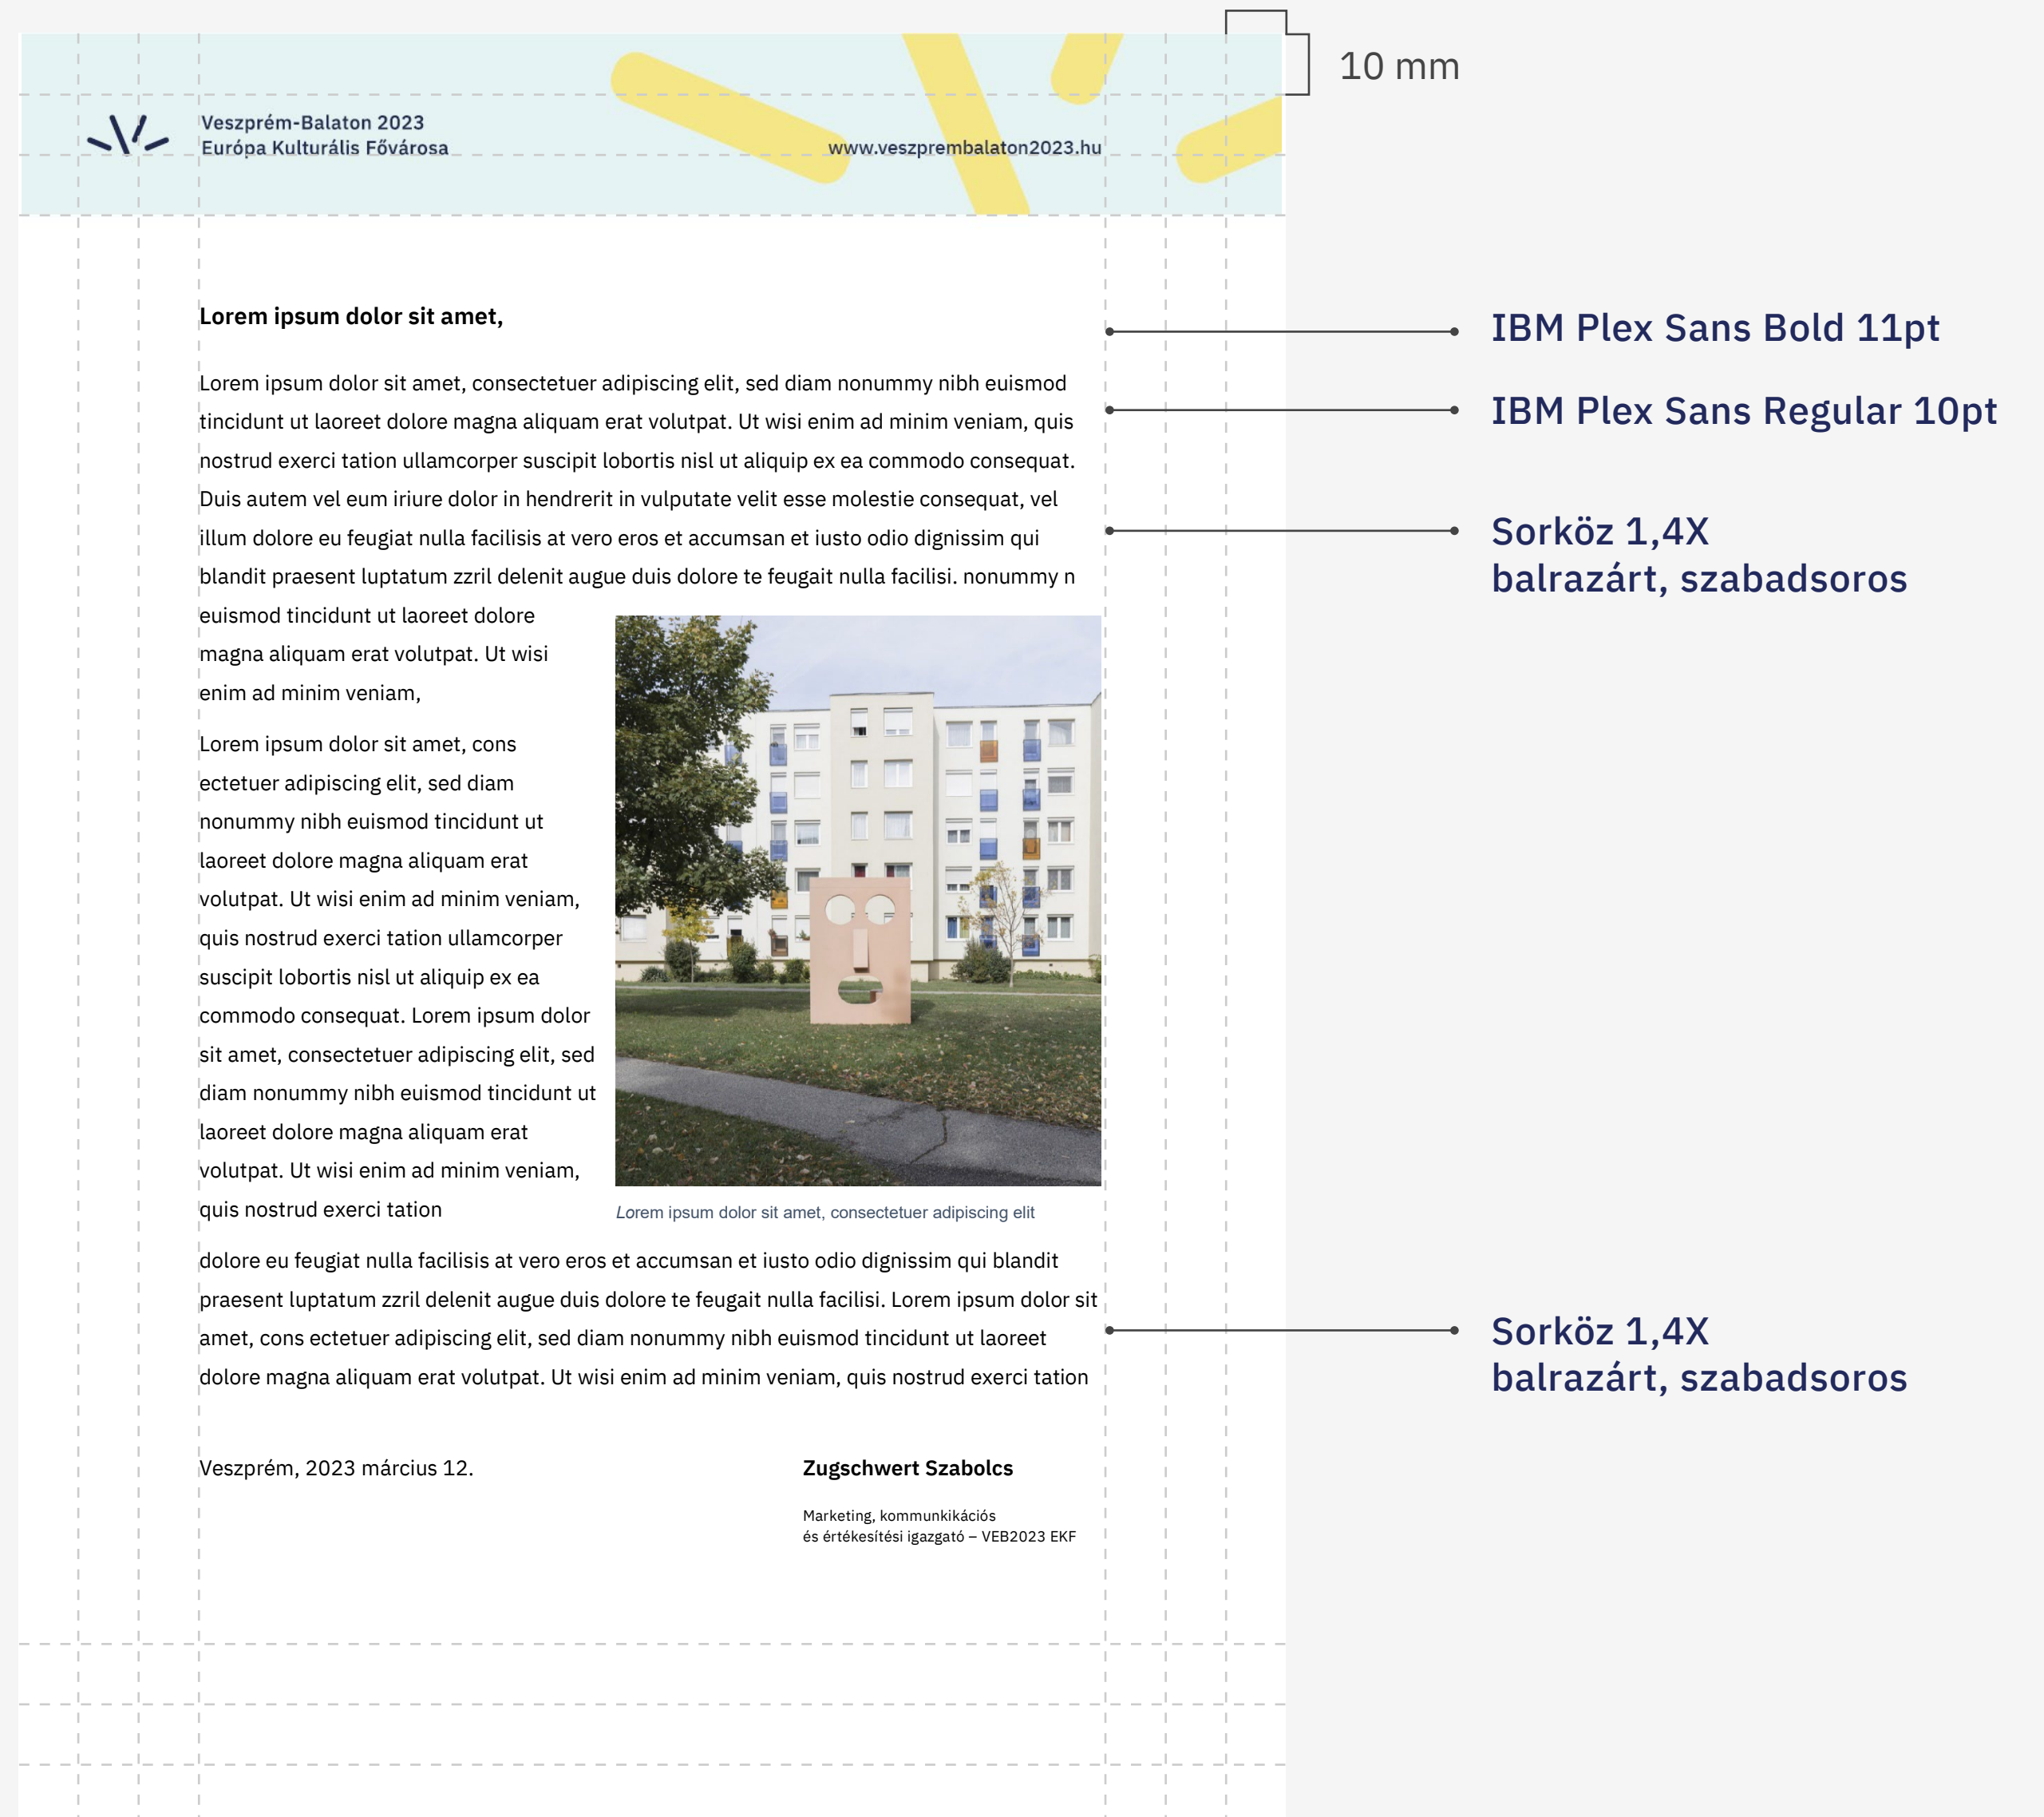 10 mm
Veszprém-Balaton 2023
Európa Kulturális Fővárosa
www.veszprembalaton2023.hu
Lorem ipsum dolor sit amet,
IBM Plex Sans Bold 11pt
Lorem ipsum dolor sit amet, consectetuer adipiscing elit, sed diam nonummy nibh euismod
tincidunt ut laoreet dolore magna aliquam erat volutpat. Ut wisi enim ad minim veniam, quis
nostrud exerci tation ullamcorper suscipit lobortis nisl ut aliquip ex ea commodo consequat.
Duis autem vel eum iriure dolor in hendrerit in vulputate velit esse molestie consequat, vel
illum dolore eu feugiat nulla facilisis at vero eros et accumsan et iusto odio dignissim qui
blandit praesent luptatum zzril delenit augue duis dolore te feugait nulla facilisi. nonummy n
euismod tincidunt ut laoreet dolore
magna aliquam erat volutpat. Ut wisi
enim ad minim veniam,
IBM Plex Sans Regular 10pt
Sorköz 1,4X
balrazárt, szabadsoros
Lorem ipsum dolor sit amet, cons
ectetuer adipiscing elit, sed diam
nonummy nibh euismod tincidunt ut
laoreet dolore magna aliquam erat
volutpat. Ut wisi enim ad minim veniam,
quis nostrud exerci tation ullamcorper
suscipit lobortis nisl ut aliquip ex ea
commodo consequat. Lorem ipsum dolor
sit amet, consectetuer adipiscing elit, sed
diam nonummy nibh euismod tincidunt ut
laoreet dolore magna aliquam erat
volutpat. Ut wisi enim ad minim veniam,
quis nostrud exerci tation
Lorem ipsum dolor sit amet, consectetuer adipiscing elit
dolore eu feugiat nulla facilisis at vero eros et accumsan et iusto odio dignissim qui blandit
praesent luptatum zzril delenit augue duis dolore te feugait nulla facilisi. Lorem ipsum dolor sit
amet, cons ectetuer adipiscing elit, sed diam nonummy nibh euismod tincidunt ut laoreet
dolore magna aliquam erat volutpat. Ut wisi enim ad minim veniam, quis nostrud exerci tation
Sorköz 1,4X
balrazárt, szabadsoros
Veszprém, 2023 március 12.
Zugschwert Szabolcs
Marketing, kommunkikációs
és értékesítési igazgató – VEB2023 EKF